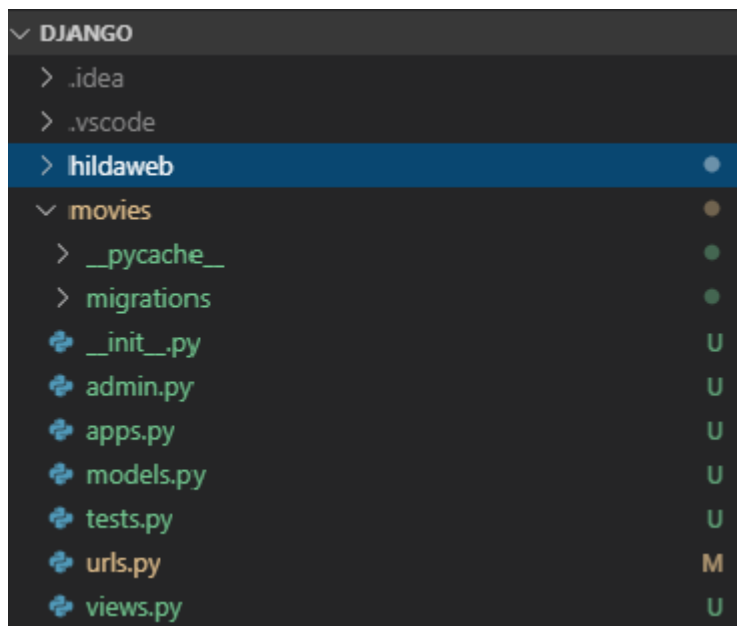 DJANGO
.idea
.vscode
hildaweb
movies
__pycache__
migrations
__init__.py U
admin.py U
apps.py U
models.py U
tests.py U
urls.py M
views.py U